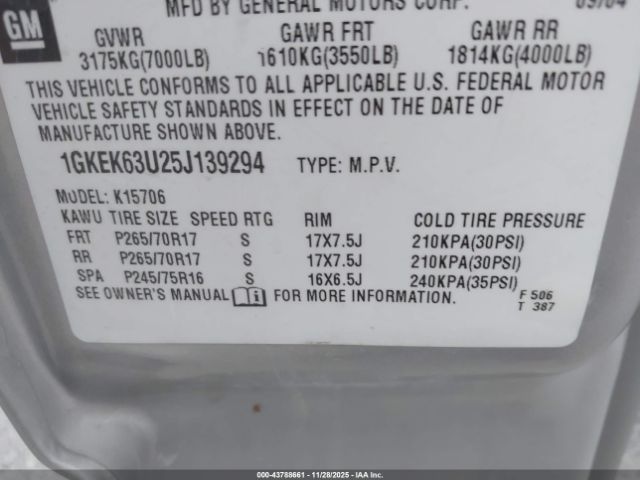 GM
MFD BY GENERAL MOTORS CORP. 09/04
GVWR GAWR FRT GAWR RR
3175KG(7000LB) 1610KG(3550LB) 1814KG(4000LB)
THIS VEHICLE CONFORMS TO ALL APPLICABLE U.S. FEDERAL MOTOR
VEHICLE SAFETY STANDARDS IN EFFECT ON THE DATE OF
MANUFACTURE SHOWN ABOVE.
1GKEK63U25J139294 TYPE: M.P.V.
MODEL: K15706
KAWU TIRE SIZE SPEED RTG RIM COLD TIRE PRESSURE
FRT P265/70R17 S 17X7.5J 210KPA(30PSI)
RR P265/70R17 S 17X7.5J 210KPA(30PSI)
SPA P245/75R16 S 16X6.5J 240KPA(35PSI)
SEE OWNER'S MANUAL FOR MORE INFORMATION. F 506
T 387
000-43788661 | 11/28/2025 - Copyright © IAA, LLC.